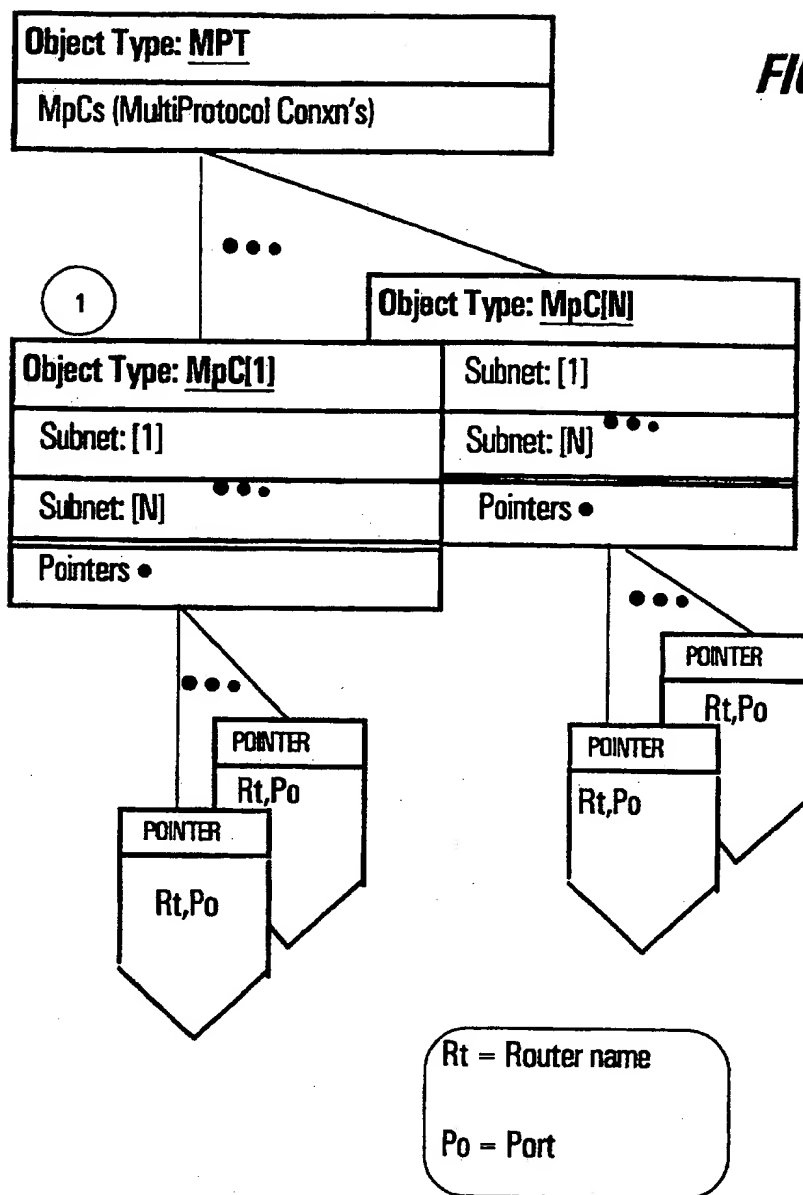 Object Type: MPT
MpCs (MultiProtocol Conxn's)
1
Object Type: MpC[N]
Subnet: [1]
Subnet: [N]
Pointers
Object Type: MpC[1]
Subnet: [1]
Subnet: [N]
Pointers
POINTER
Rt,Po
POINTER
Rt,Po
POINTER
Rt,Po
POINTER
Rt,Po
Rt = Router name
Po = Port